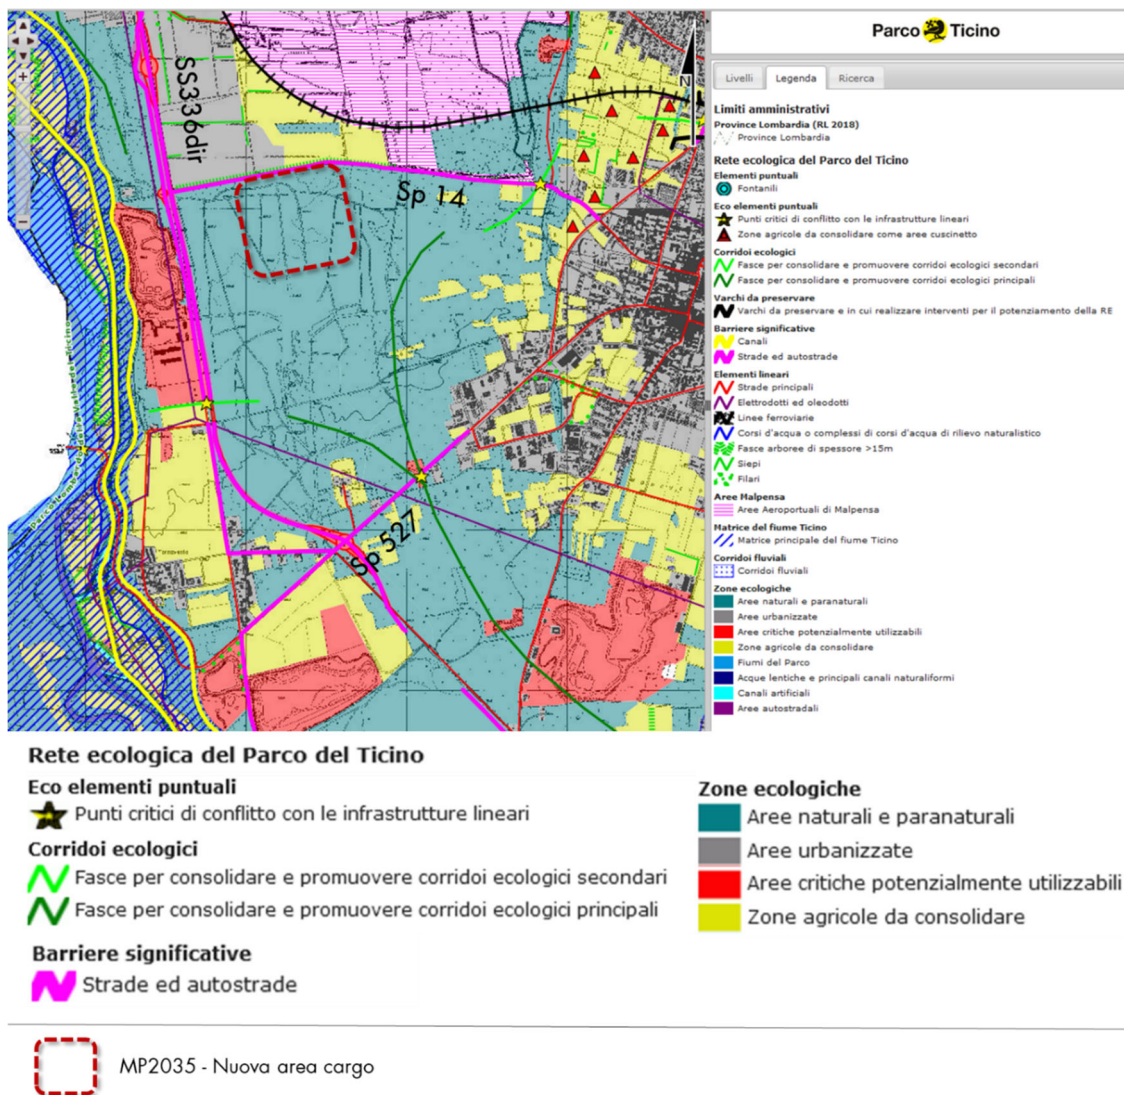 SS336dir
Sp 14
Sp 527
N
Parco Ticino
Livelli
Legenda
Ricerca
Limiti amministrativi
Province Lombardia (RL 2018)
Province Lombardia
Rete ecologica del Parco del Ticino
Elementi puntuali
Fontanili
Eco elementi puntuali
Punti critici di conflitto con le infrastrutture lineari
Zone agricole da consolidare come aree cuscinetto
Corridoi ecologici
Fasce per consolidare e promuovere corridoi ecologici secondari
Fasce per consolidare e promuovere corridoi ecologici principali
Varchi da preservare
Varchi da preservare e in cui realizzare interventi per il potenziamento della RE
Barriere significative
Canali
Strade ed autostrade
Elementi lineari
Strade principali
Elettrodotti ed oleodotti
Linee ferroviarie
Corsi d'acqua o complessi di corsi d'acqua di rilievo naturalistico
Fasce arboree di spessore >15m
Siepi
Filari
Aree Malpensa
Aree Aeroportuali di Malpensa
Matrice del fiume Ticino
Matrice principale del fiume Ticino
Corridoi fluviali
Corridoi fluviali
Zone ecologiche
Aree naturali e paranaturali
Aree urbanizzate
Aree critiche potenzialmente utilizzabili
Zone agricole da consolidare
Fiumi del Parco
Acque lentiche e principali canali naturaliformi
Canali artificiali
Aree autostradali
Rete ecologica del Parco del Ticino
Eco elementi puntuali
Punti critici di conflitto con le infrastrutture lineari
Corridoi ecologici
Fasce per consolidare e promuovere corridoi ecologici secondari
Fasce per consolidare e promuovere corridoi ecologici principali
Barriere significative
Strade ed autostrade
Zone ecologiche
Aree naturali e paranaturali
Aree urbanizzate
Aree critiche potenzialmente utilizzabili
Zone agricole da consolidare
MP2035 - Nuova area cargo